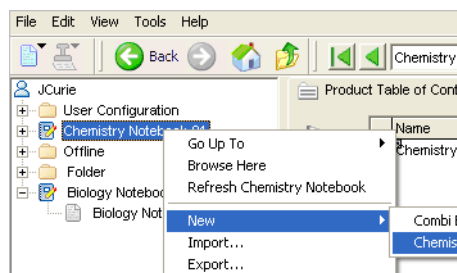 File Edit View Tools Help
Back
Chemistry
JCurie
Product Table of Cont
User Configuration
Chemistry Notebook 01
Name
Offline
Go Up To
Chemistry
Folder
Browse Here
Biology Notebo
Refresh Chemistry Notebook
Biology Not
New
Combi
Import...
Chemis
Export...